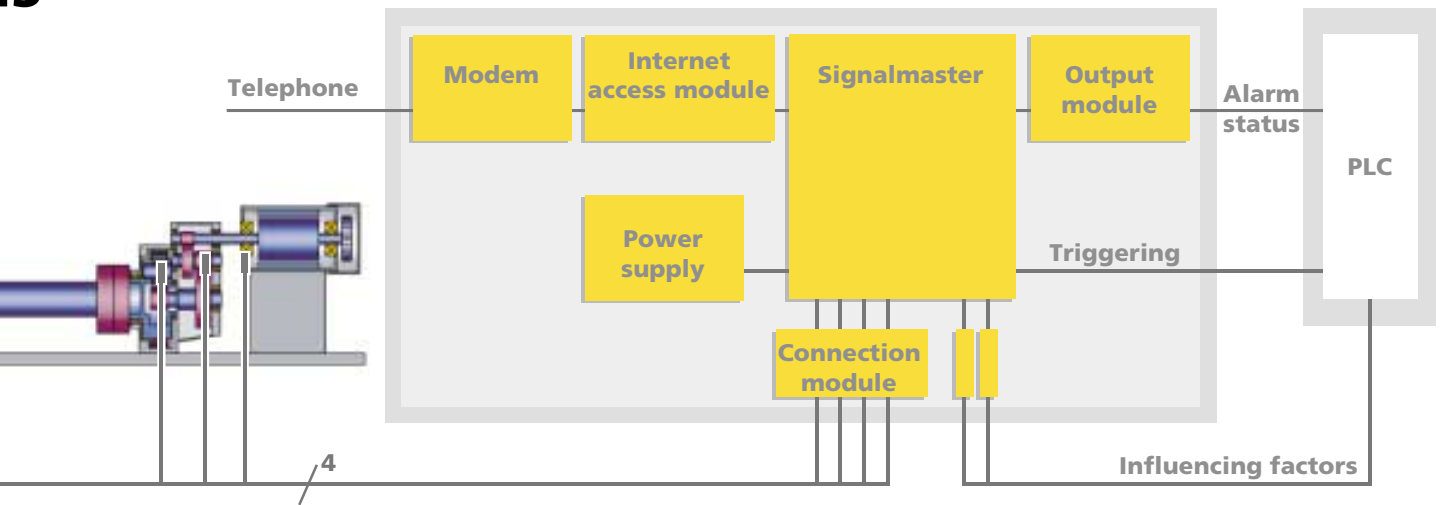 Telephone
Modem
Internet
access module
Signalmaster
Output
module
Alarm
status
PLC
Power
supply
Triggering
Connection
module
4
Influencing factors